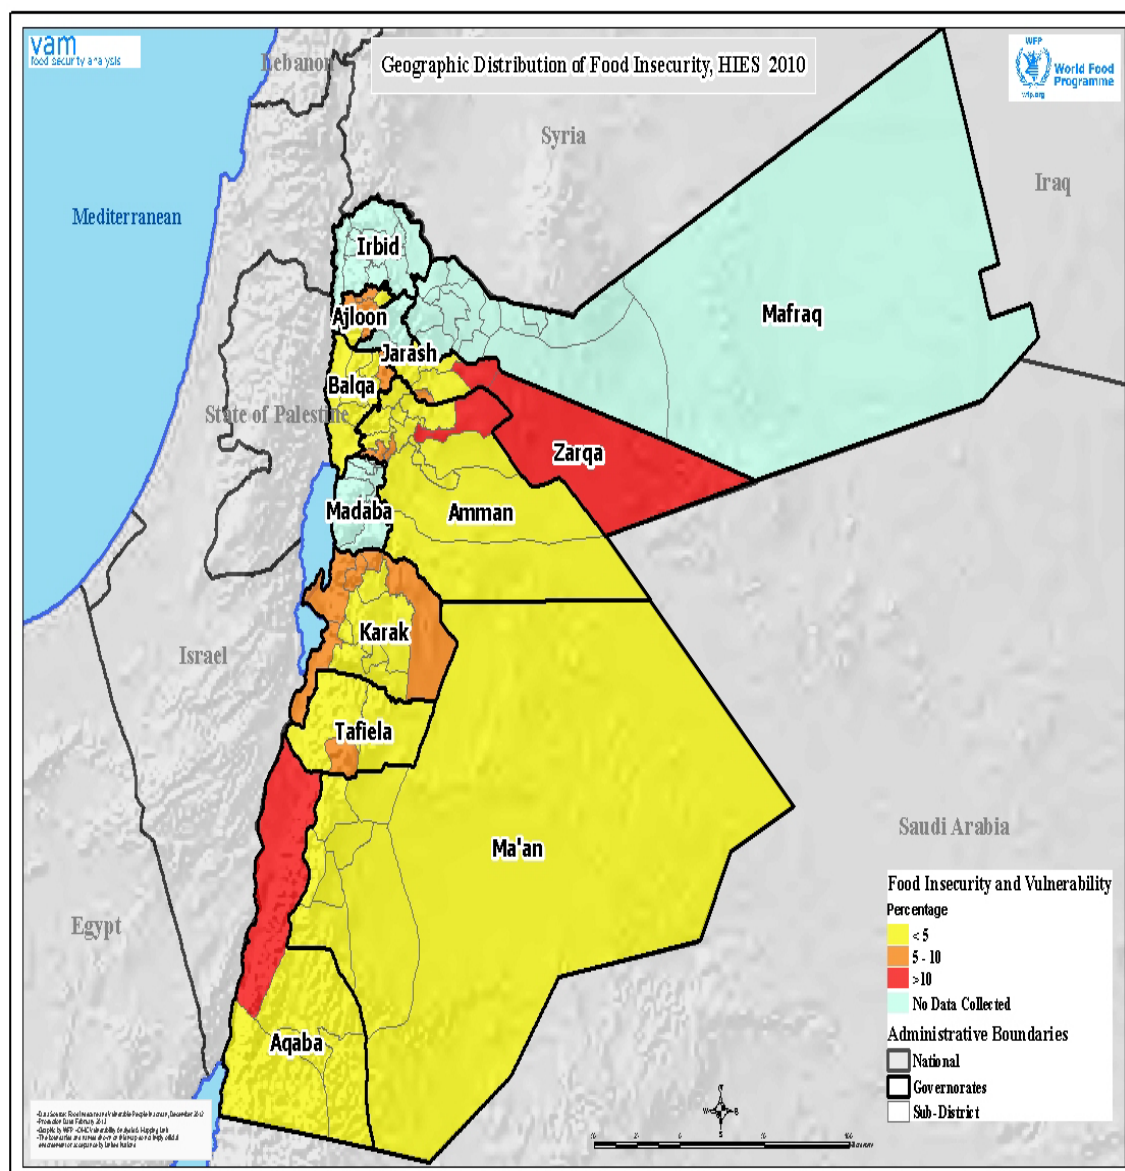 vam
food security analysis
Geographic Distribution of Food Insecurity, HIES 2010
WFP
wfp.org
World Food
Programme
Lebanon
Syria
Iraq
Mediterranean
Irbid
Mafraq
Ajloon
Jarash
Balqa
State of Palestine
Zarqa
Madaba
Amman
Karak
Israel
Tafiela
Ma'an
Saudi Arabia
Egypt
Aqaba
Food Insecurity and Vulnerability
Percentage
< 5
5 - 10
>10
No Data Collected
Administrative Boundaries
National
Governorates
Sub-District